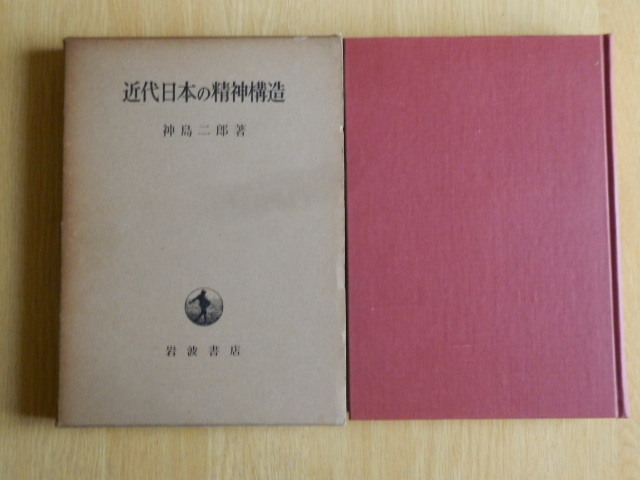 近代日本の精神構造
神島二郎著
岩波書店